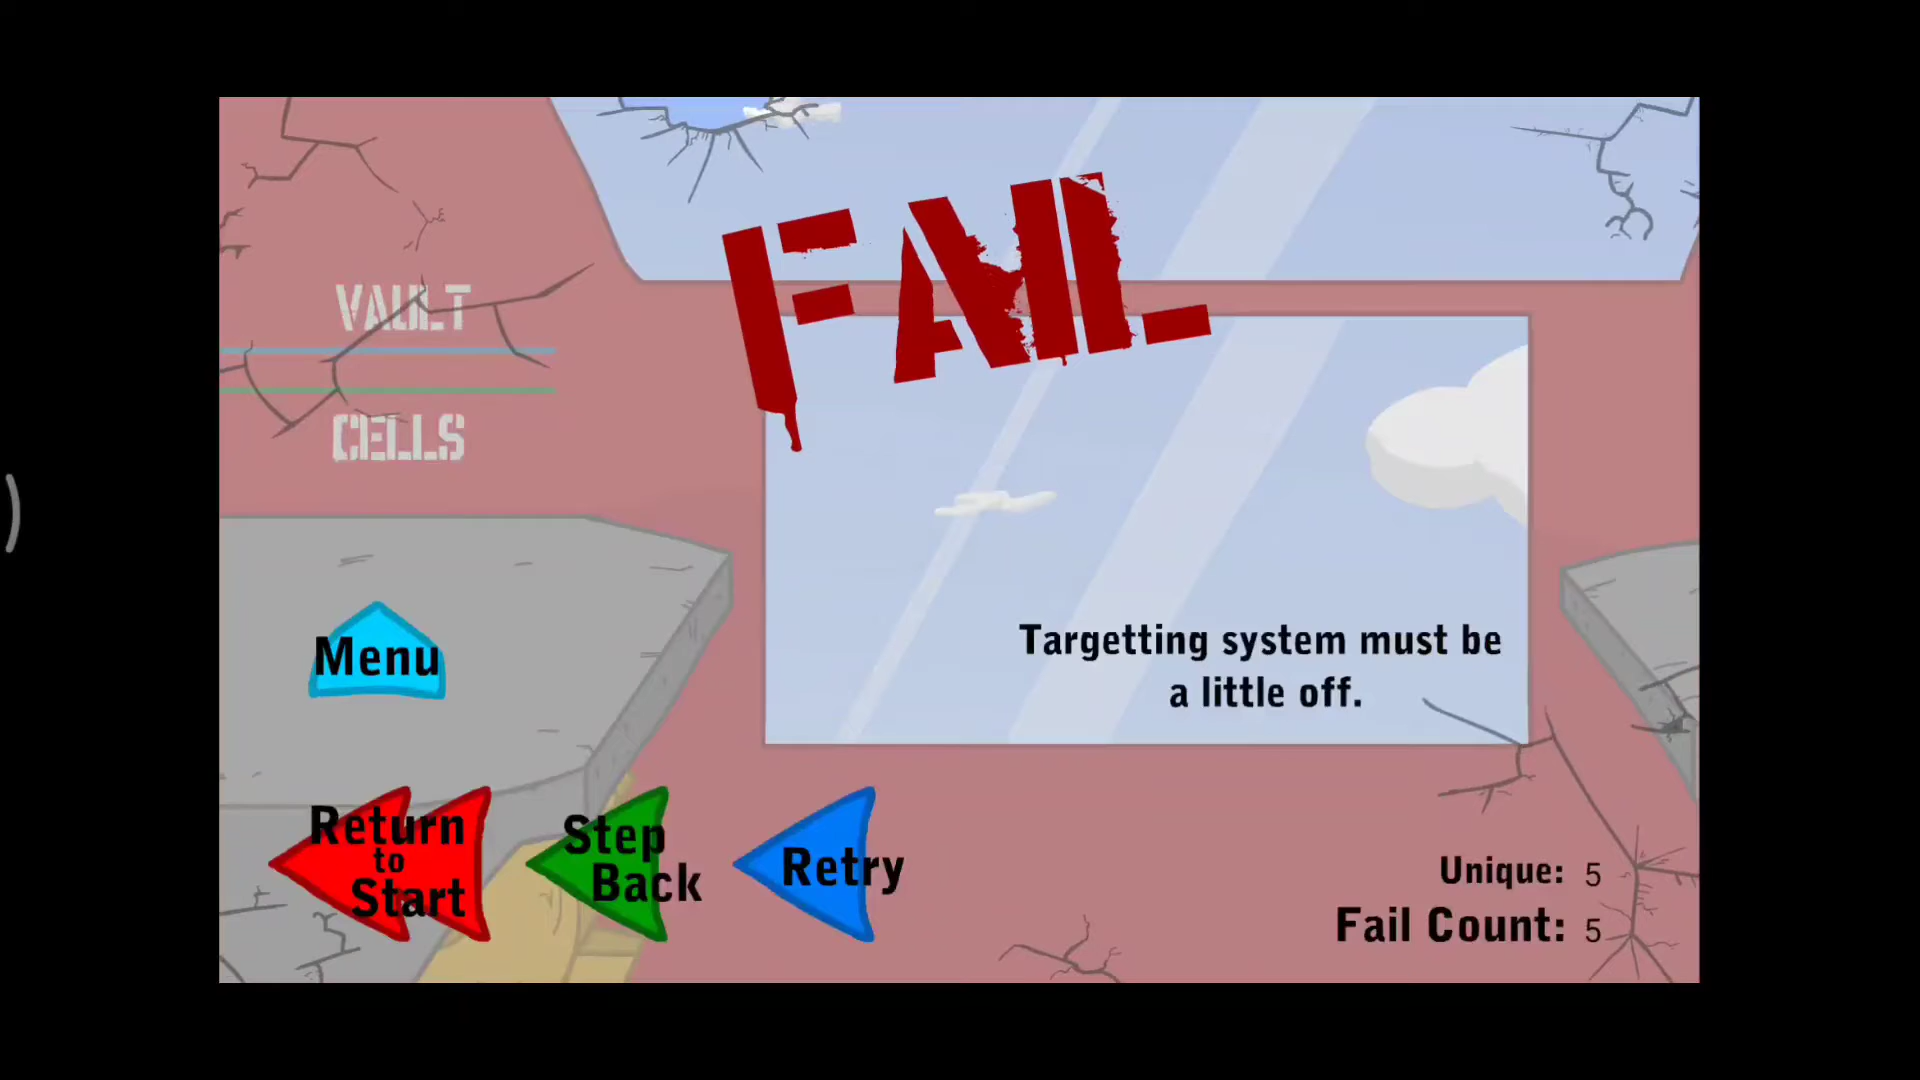 FAIL
VAULT
CELLS
Targetting system must be
a little off.
Menu
Return
to
Start
Step
Back
Retry
Unique: 5
Fail Count: 5